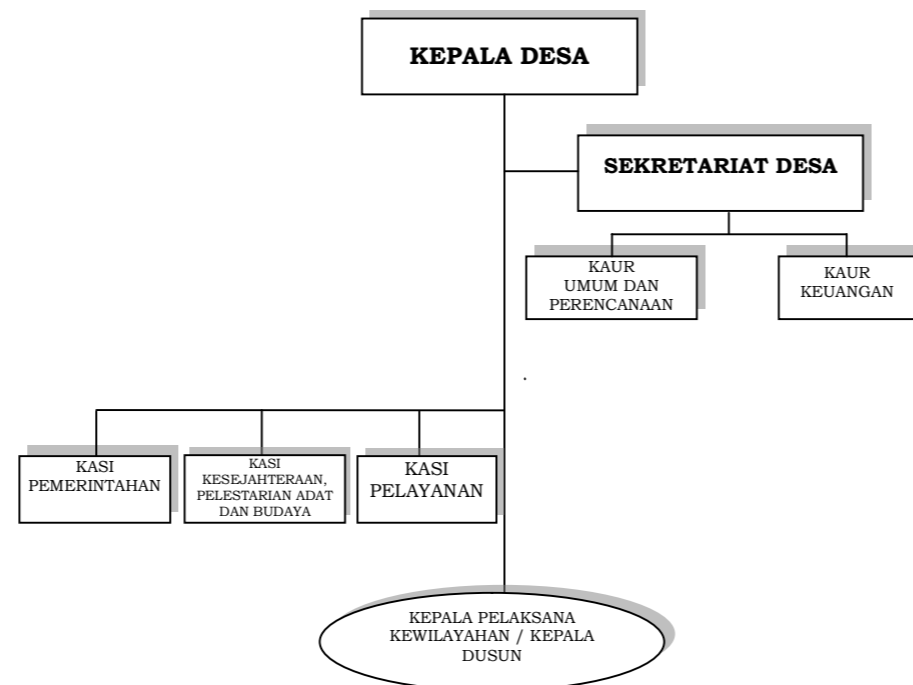 KEPALA DESA
SEKRETARIAT DESA
KAUR
UMUM DAN
PERENCANAAN
KAUR
KEUANGAN
.
KASI
PEMERINTAHAN
KASI
KESEJAHTERAAN,
PELESTARIAN ADAT
DAN BUDAYA
KASI
PELAYANAN
KEPALA PELAKSANA
KEWILAYAHAN / KEPALA
DUSUN